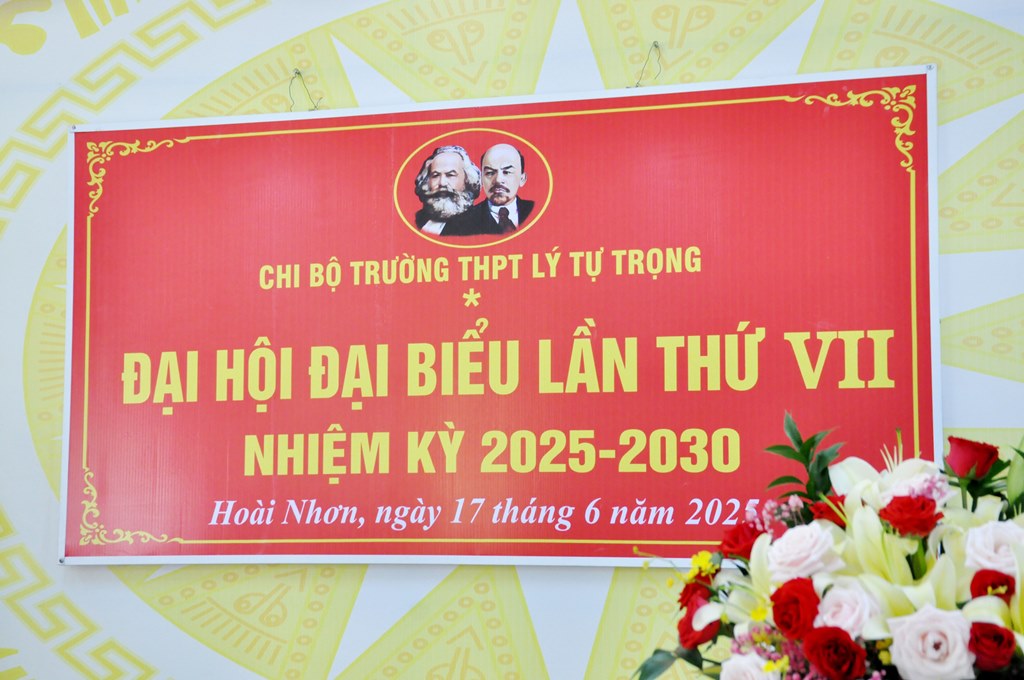 CHI BỘ TRƯỜNG THPT LÝ TỰ TRỌNG
*
ĐẠI HỘI ĐẠI BIỂU LẦN THỨ VII
NHIỆM KỲ 2025-2030
Hoài Nhơn, ngày 17 tháng 6 năm 2025